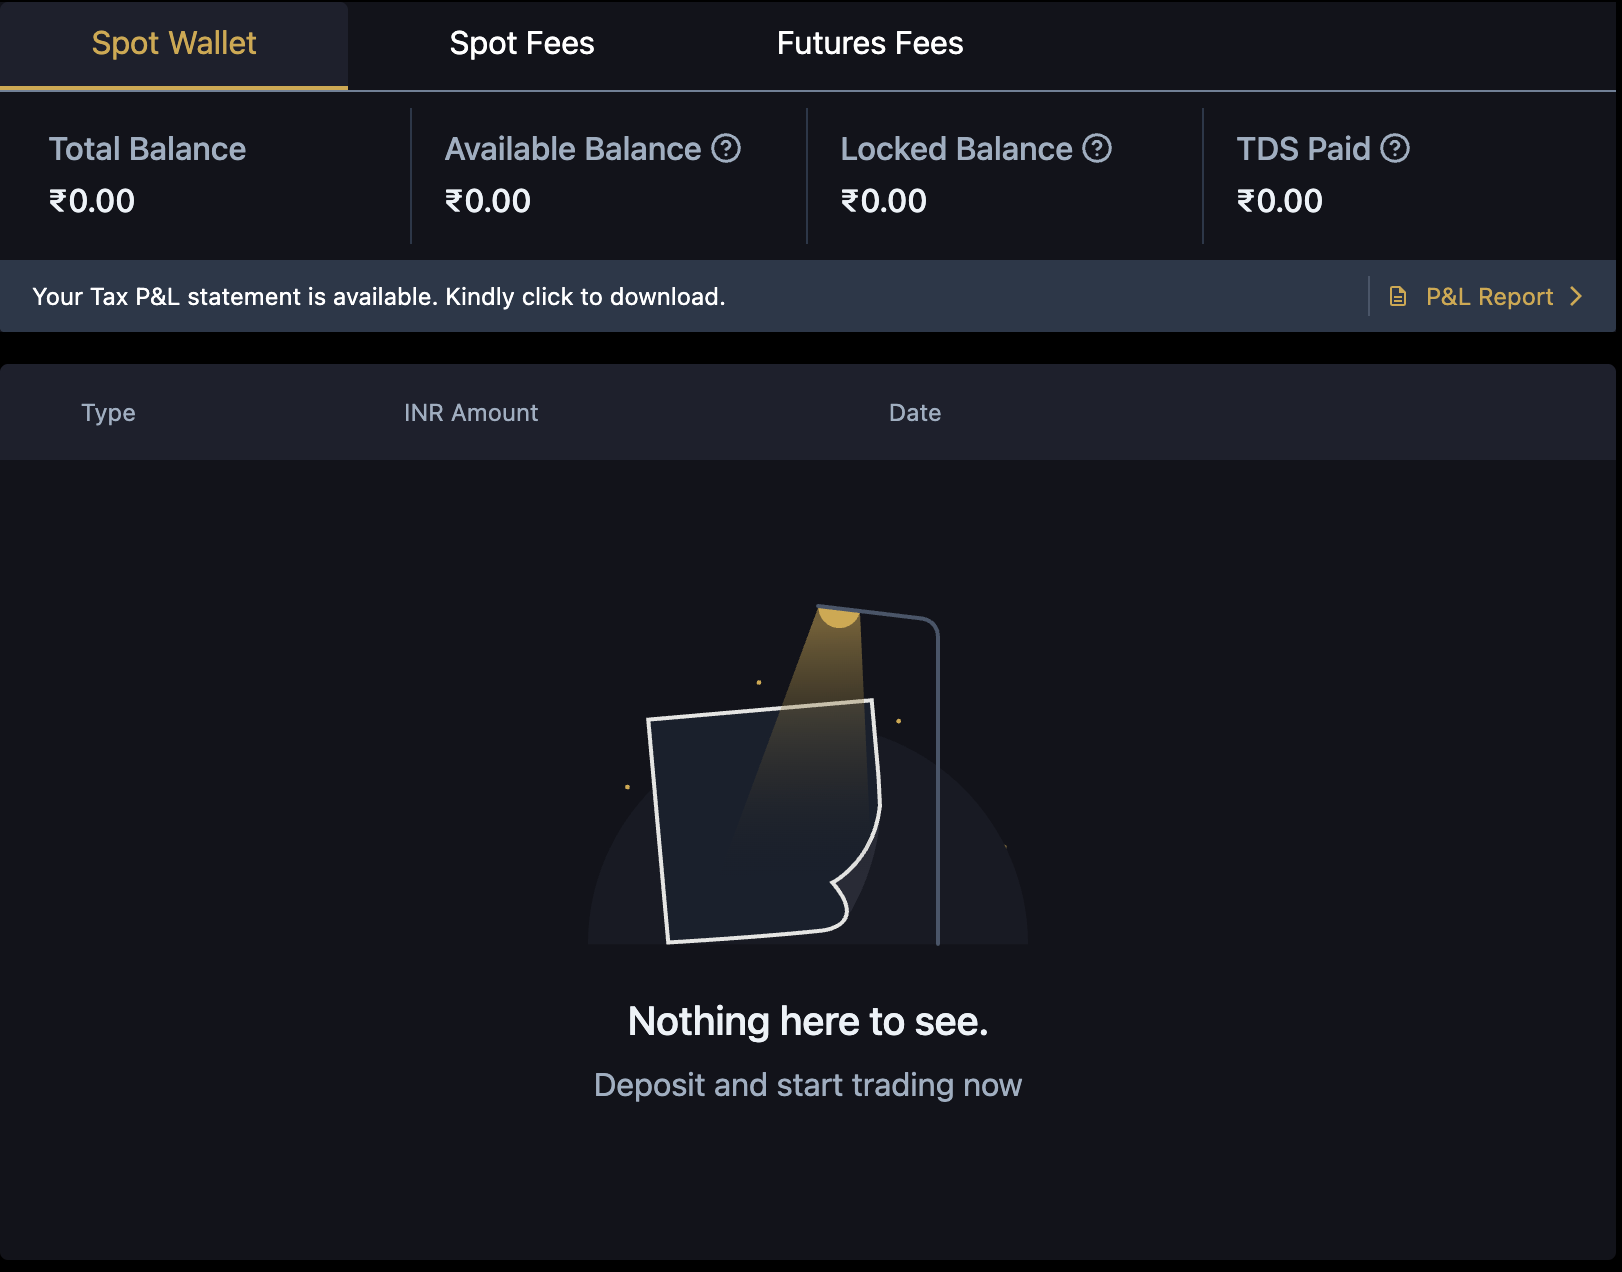 Spot Wallet
Spot Fees
Futures Fees
Total Balance
₹0.00
Available Balance
₹0.00
Locked Balance
₹0.00
TDS Paid
₹0.00
Your Tax P&L statement is available. Kindly click to download.
P&L Report
Type
INR Amount
Date
Nothing here to see.
Deposit and start trading now